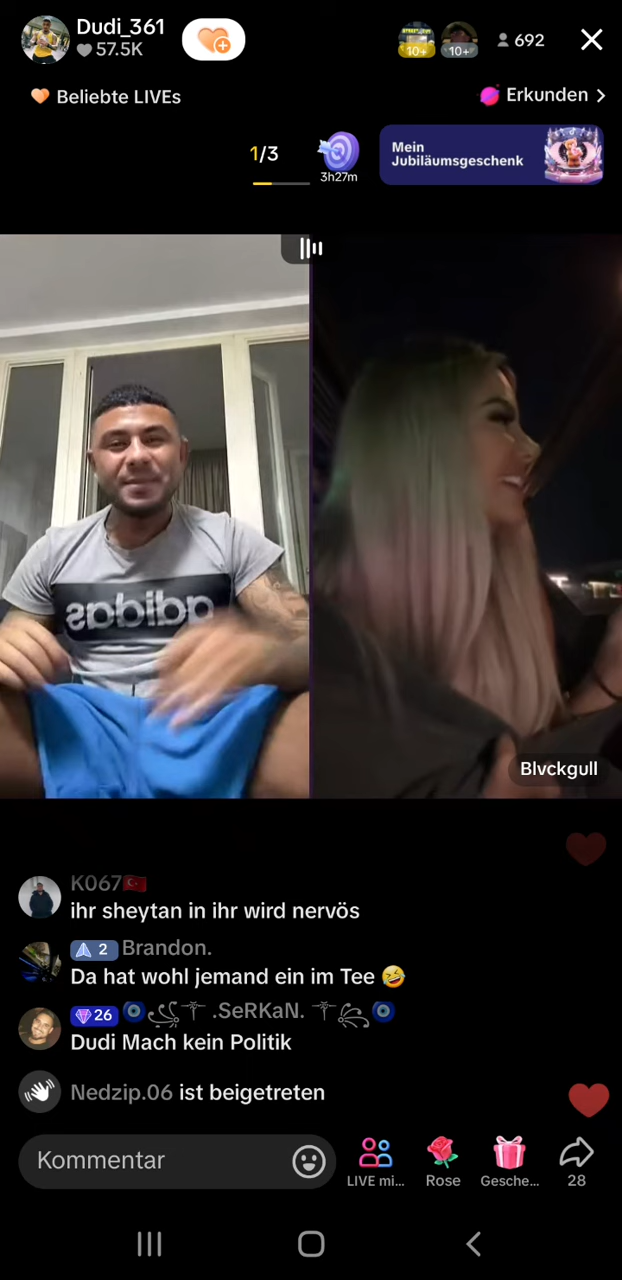 Dudi_361
57.5K
10+
10+
692
Beliebte LIVEs
Erkunden
1/3
3h27m
Mein
Jubiläumsgeschenk
adidas
Blvckgull
K067🇹🇷
ihr sheytan in ihr wird nervös
2 Brandon.
Da hat wohl jemand ein im Tee 🤣
26 🧿꧁༒ .SeRKaN. ༒꧂🧿
Dudi Mach kein Politik
Nedzip.06 ist beigetreten
Kommentar
LIVE mi...
Rose
Gesche...
28